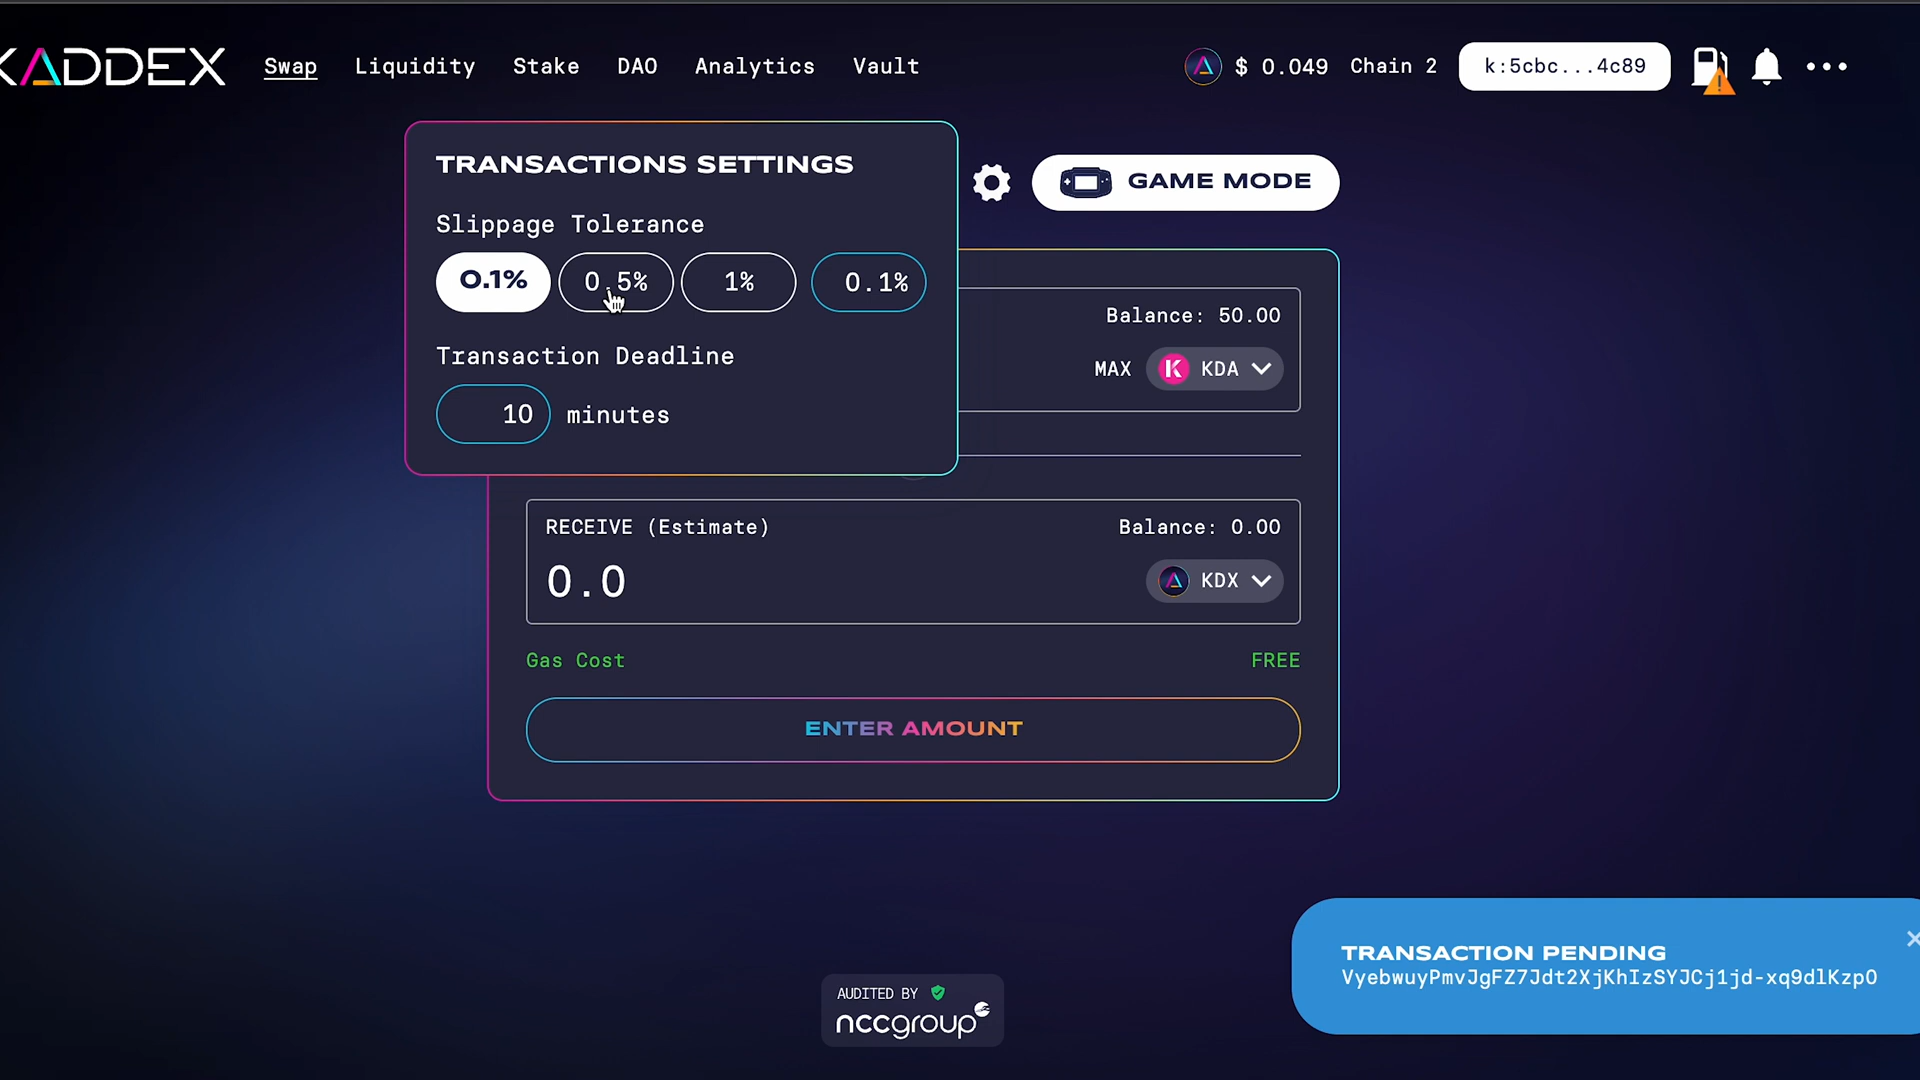 KADDEX Swap Liquidity Stake DAO Analytics Vault $ 0.049 Chain 2 k:5cbc...4c89
TRANSACTIONS SETTINGS
GAME MODE
Slippage Tolerance
0.1% 0.5% 1% 0.1%
Transaction Deadline
10 minutes
Balance: 50.00
MAX KDA
RECEIVE (Estimate) Balance: 0.00
0.0 KDX
Gas Cost FREE
ENTER AMOUNT
TRANSACTION PENDING
VyebwuyPmvJgFZ7Jdt2XjKhIzSYJCj1jd-xq9dlKzpO
AUDITED BY
nccgroup